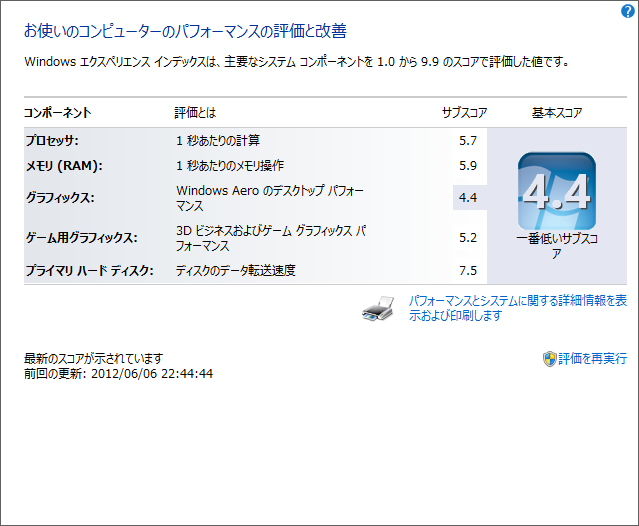 お使いのコンピューターのパフォーマンスの評価と改善
Windows エクスペリエンス インデックスは、主要なシステム コンポーネントを 1.0 から 9.9 のスコアで評価した値です。
コンポーネント 評価とは サブスコア 基本スコア
プロセッサ: 1 秒あたりの計算 5.7
メモリ (RAM): 1 秒あたりのメモリ操作 5.9
グラフィックス: Windows Aero のデスクトップ パフォー
マンス 4.4
ゲーム用グラフィックス: 3D ビジネスおよびゲーム グラフィックス パ
フォーマンス 5.2
プライマリ ハード ディスク: ディスクのデータ転送速度 7.5
4.4
一番低いサブスコ
ア
パフォーマンスとシステムに関する詳細情報を表
示および印刷します
最新のスコアが示されています
前回の更新: 2012/06/06 22:44:44
評価を再実行